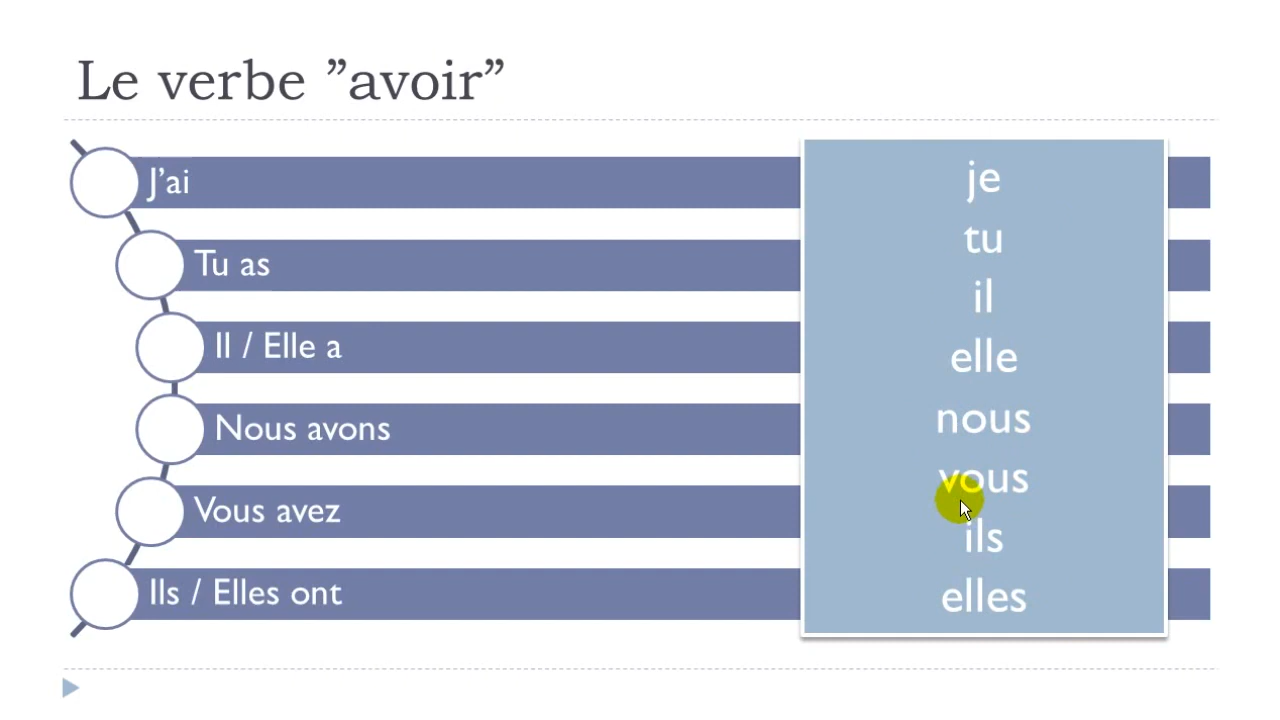 Le verbe ”avoir”
J’ai
Tu as
Il / Elle a
Nous avons
Vous avez
Ils / Elles ont
je
tu
il
elle
nous
vous
ils
elles